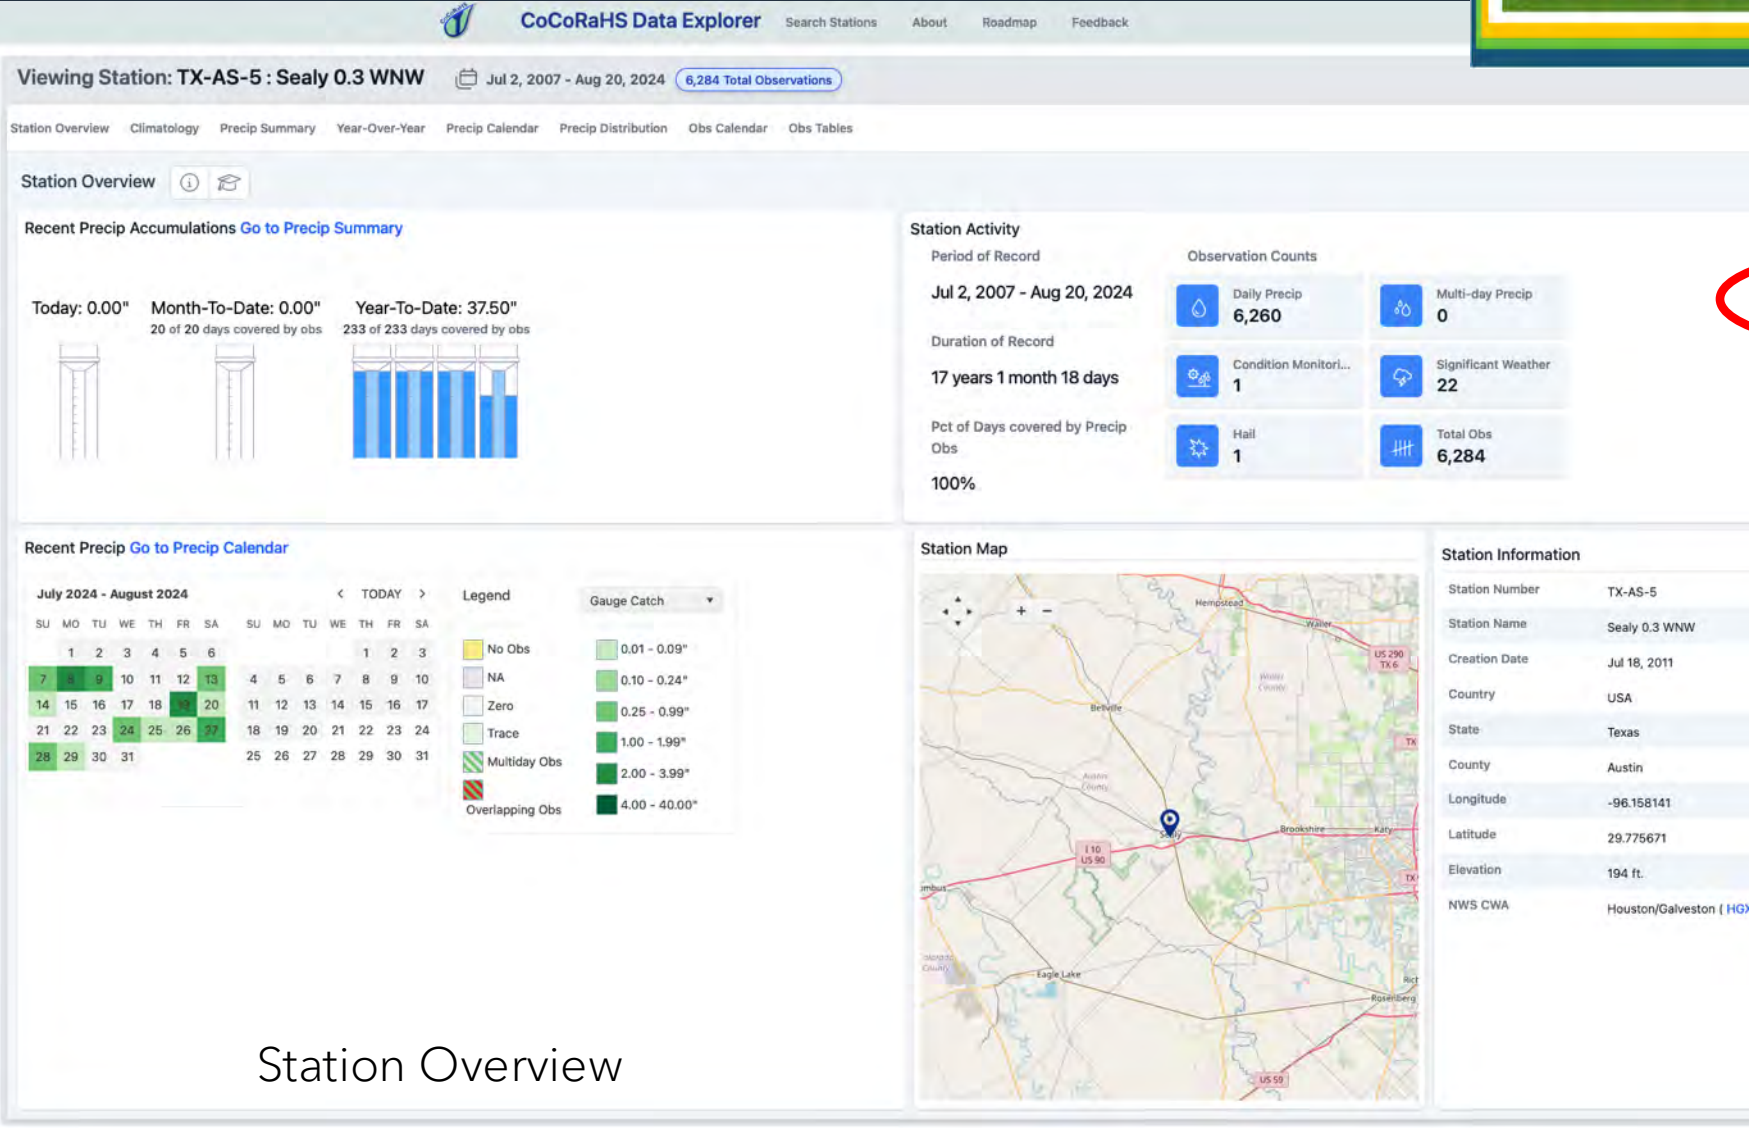 CoCoRaHS Data Explorer Search Stations About Roadmap Feedback
Viewing Station: TX-AS-5 : Sealy 0.3 WNW Jul 2, 2007 - Aug 20, 2024 6,284 Total Observations
Station Overview Climatology Precip Summary Year-Over-Year Precip Calendar Precip Distribution Obs Calendar Obs Tables
Station Overview
Recent Precip Accumulations Go to Precip Summary
Today: 0.00" Month-To-Date: 0.00" Year-To-Date: 37.50"
20 of 20 days covered by obs 233 of 233 days covered by obs
Station Activity
Period of Record
Jul 2, 2007 - Aug 20, 2024
Duration of Record
17 years 1 month 18 days
Pct of Days covered by Precip
Obs
100%
Observation Counts
Daily Precip
6,260
Multi-day Precip
0
Condition Monitori...
1
Significant Weather
22
Hail
1
Total Obs
6,284
Recent Precip Go to Precip Calendar
July 2024 - August 2024 < TODAY >
SU MO TU WE TH FR SA SU MO TU WE TH FR SA
1 2 3 4 5 6 1 2 3
7 8 9 10 11 12 13 4 5 6 7 8 9 10
14 15 16 17 18 19 20 11 12 13 14 15 16 17
21 22 23 24 25 26 27 18 19 20 21 22 23 24
28 29 30 31 25 26 27 28 29 30 31
Legend
Gauge Catch
No Obs
NA
Zero
Trace
Multiday Obs
Overlapping Obs
0.01 - 0.09"
0.10 - 0.24"
0.25 - 0.99"
1.00 - 1.99"
2.00 - 3.99"
4.00 - 40.00"
Station Map
+ −
Hempstead
Waller
US 290
TX 6
Bellville
TX
Austin
County
Sealy
Brookshire
Katy
I 10
US 90
TX
mbus
County
Eagle Lake
Ric
Rosenberg
US 59
Station Information
Station Number TX-AS-5
Station Name Sealy 0.3 WNW
Creation Date Jul 18, 2011
Country USA
State Texas
County Austin
Longitude -96.158141
Latitude 29.775671
Elevation 194 ft.
NWS CWA Houston/Galveston ( HGX
Station Overview